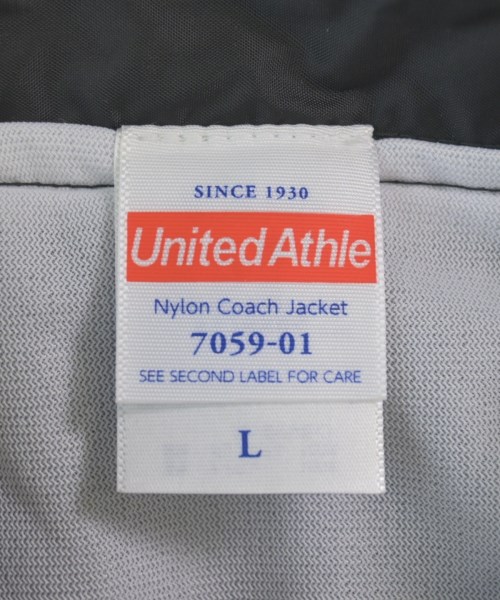 SINCE 1930
United Athle
Nylon Coach Jacket
7059-01
SEE SECOND LABEL FOR CARE
L